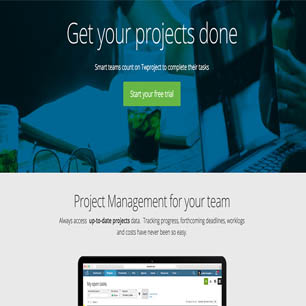 Get your projects done
Smart teams count on Twproject to complete their tasks
Start your free trial
Project Management for your team
Always access up-to-date projects data. Tracking progress, forthcoming deadlines, worklogs
and costs have never been so easy.
My open tasks